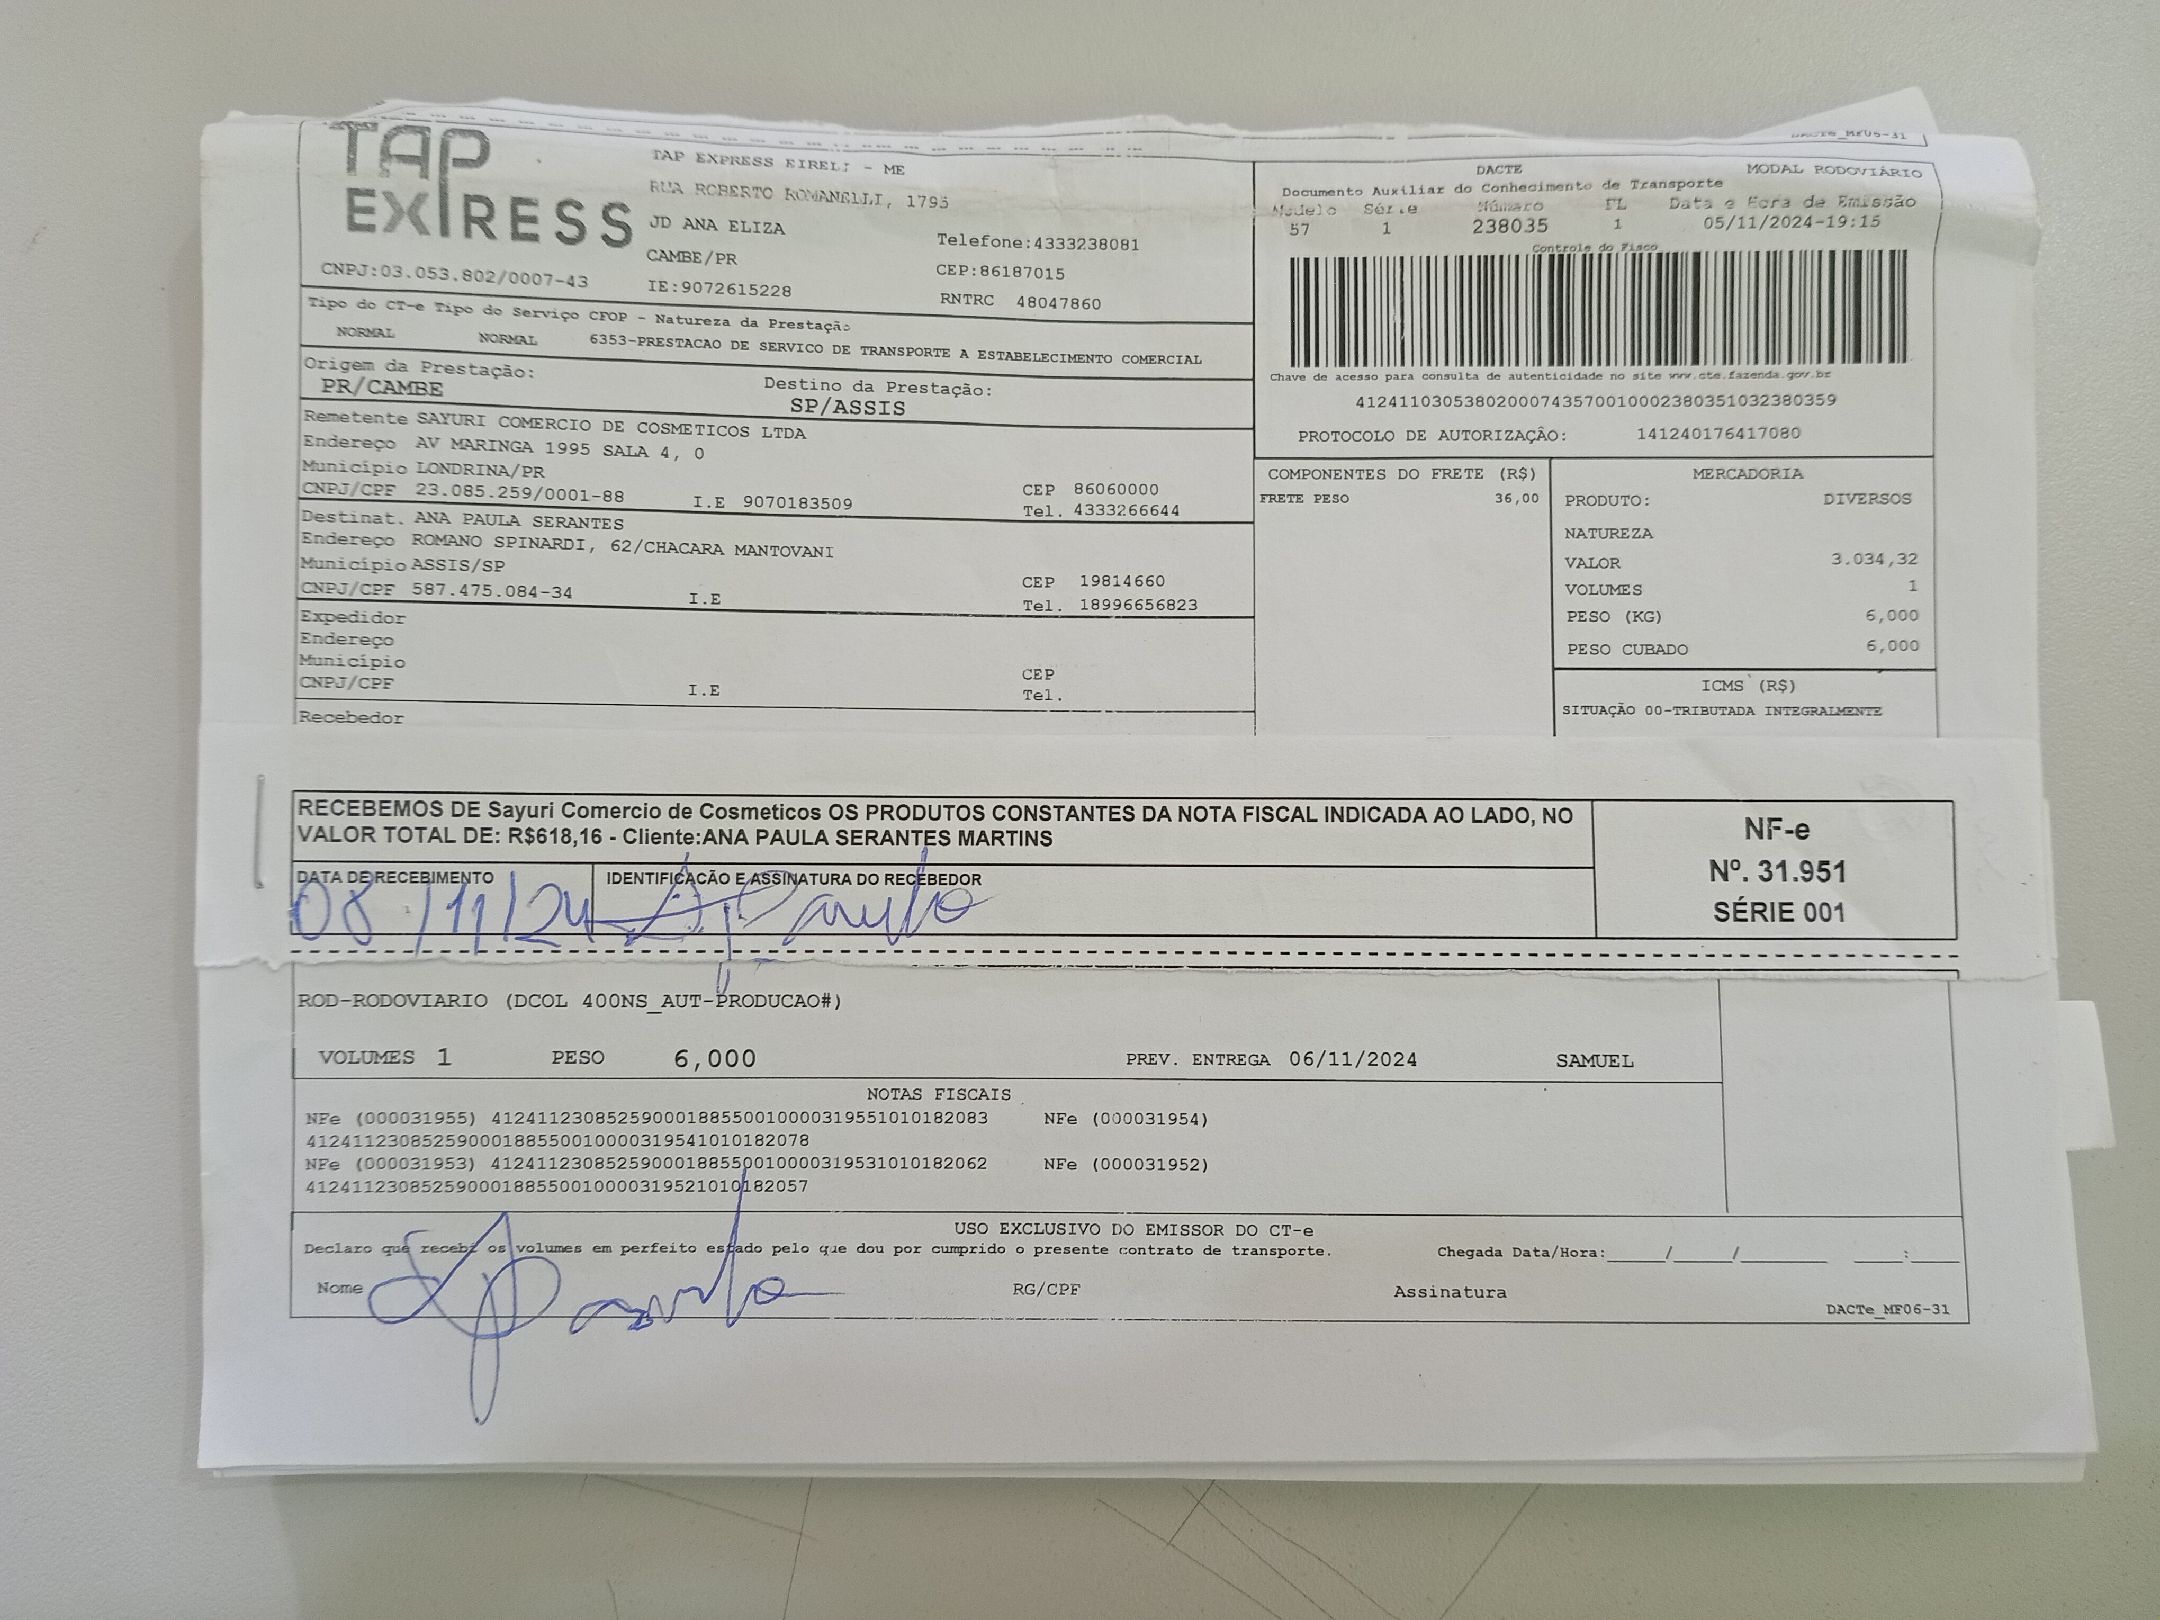 DACTe_MF06-31
TAP
EXPRESS
TAP EXPRESS EIRELI - ME
RUA ROBERTO ROMANELLI, 1795
JD ANA ELIZA
CAMBE/PR
Telefone:4333238081
CEP:86187015
CNPJ:03.053.802/0007-43
IE:9072615228
RNTRC 48047860
DACTE MODAL RODOVIÁRIO
Documento Auxiliar do Conhecimento de Transporte
Modelo Série Número FL Data e Hora de Emissão
57 1 238035 1 05/11/2024-19:15
Controle do Fisco
Chave de acesso para consulta de autenticidade no site www.cte.fazenda.gov.br
41241103053802000743570010002380351032380359
PROTOCOLO DE AUTORIZAÇÃO: 141240176417080
Tipo do CT-e Tipo do Serviço CFOP - Natureza da Prestação
NORMAL NORMAL 6353-PRESTACAO DE SERVICO DE TRANSPORTE A ESTABELECIMENTO COMERCIAL
Origem da Prestação: Destino da Prestação:
PR/CAMBE SP/ASSIS
Remetente SAYURI COMERCIO DE COSMETICOS LTDA
Endereço AV MARINGA 1995 SALA 4, 0
Município LONDRINA/PR CEP 86060000
CNPJ/CPF 23.085.259/0001-88 I.E 9070183509 Tel. 4333266644
Destinat. ANA PAULA SERANTES
Endereço ROMANO SPINARDI, 62/CHACARA MANTOVANI
Município ASSIS/SP CEP 19814660
CNPJ/CPF 587.475.084-34 I.E Tel. 18996656823
Expedidor
Endereço
Município CEP
CNPJ/CPF I.E Tel.
Recebedor
COMPONENTES DO FRETE (R$)
FRETE PESO 36,00
MERCADORIA
PRODUTO: DIVERSOS
NATUREZA
VALOR 3.034,32
VOLUMES 1
PESO (KG) 6,000
PESO CUBADO 6,000
ICMS (R$)
SITUAÇÃO 00-TRIBUTADA INTEGRALMENTE
RECEBEMOS DE Sayuri Comercio de Cosmeticos OS PRODUTOS CONSTANTES DA NOTA FISCAL INDICADA AO LADO, NO
VALOR TOTAL DE: R$618,16 - Cliente:ANA PAULA SERANTES MARTINS
DATA DE RECEBIMENTO IDENTIFICAÇÃO E ASSINATURA DO RECEBEDOR
08/11/24 A. Paula
NF-e
Nº. 31.951
SÉRIE 001
ROD-RODOVIARIO (DCOL 400NS_AUT-PRODUCAO#)
VOLUMES 1 PESO 6,000 PREV. ENTREGA 06/11/2024 SAMUEL
NOTAS FISCAIS
NFe (000031955) 41241123085259000188550010000319551010182083 NFe (000031954)
41241123085259000188550010000319541010182078
NFe (000031953) 41241123085259000188550010000319531010182062 NFe (000031952)
41241123085259000188550010000319521010182057
USO EXCLUSIVO DO EMISSOR DO CT-e
Declaro que recebi os volumes em perfeito estado pelo que dou por cumprido o presente contrato de transporte. Chegada Data/Hora:_____/_____/_______ ____:____
Nome A. Paula RG/CPF Assinatura
DACTe_MF06-31